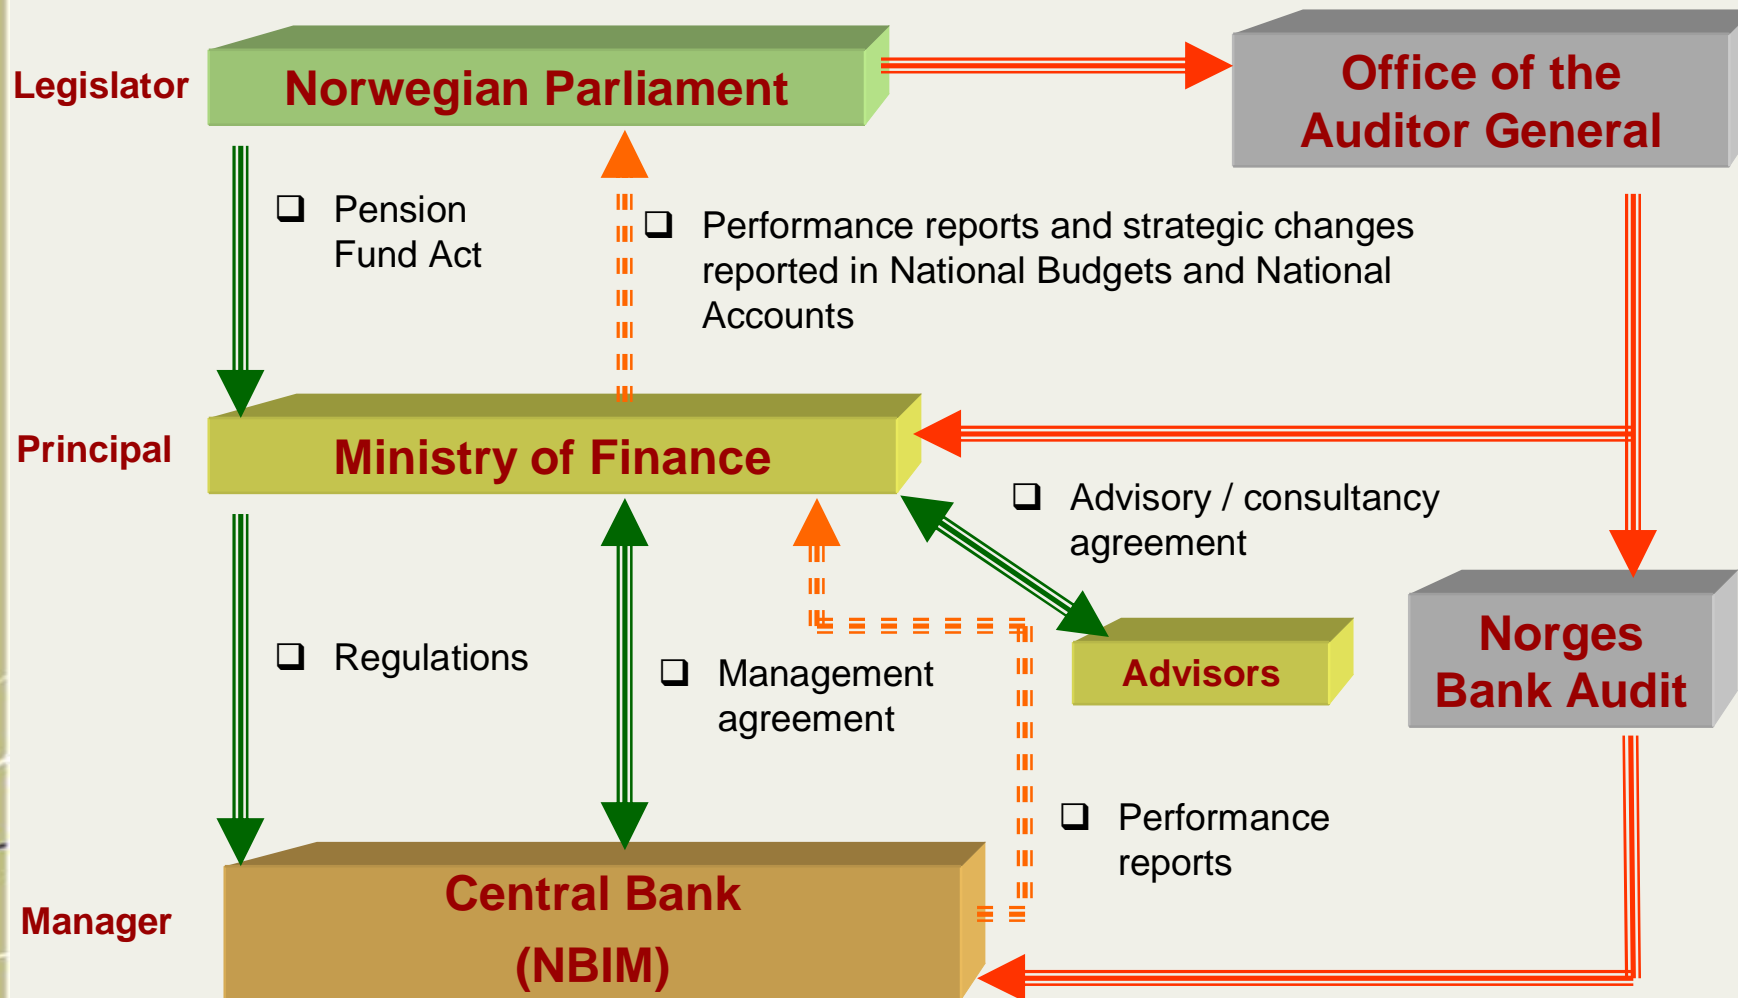 Legislator
Norwegian Parliament
Office of the
Auditor General
❑ Pension
Fund Act
❑ Performance reports and strategic changes
reported in National Budgets and National
Accounts
Principal
Ministry of Finance
❑ Advisory / consultancy
agreement
❑ Regulations
❑ Management
agreement
Advisors
Norges
Bank Audit
❑ Performance
reports
Manager
Central Bank
(NBIM)